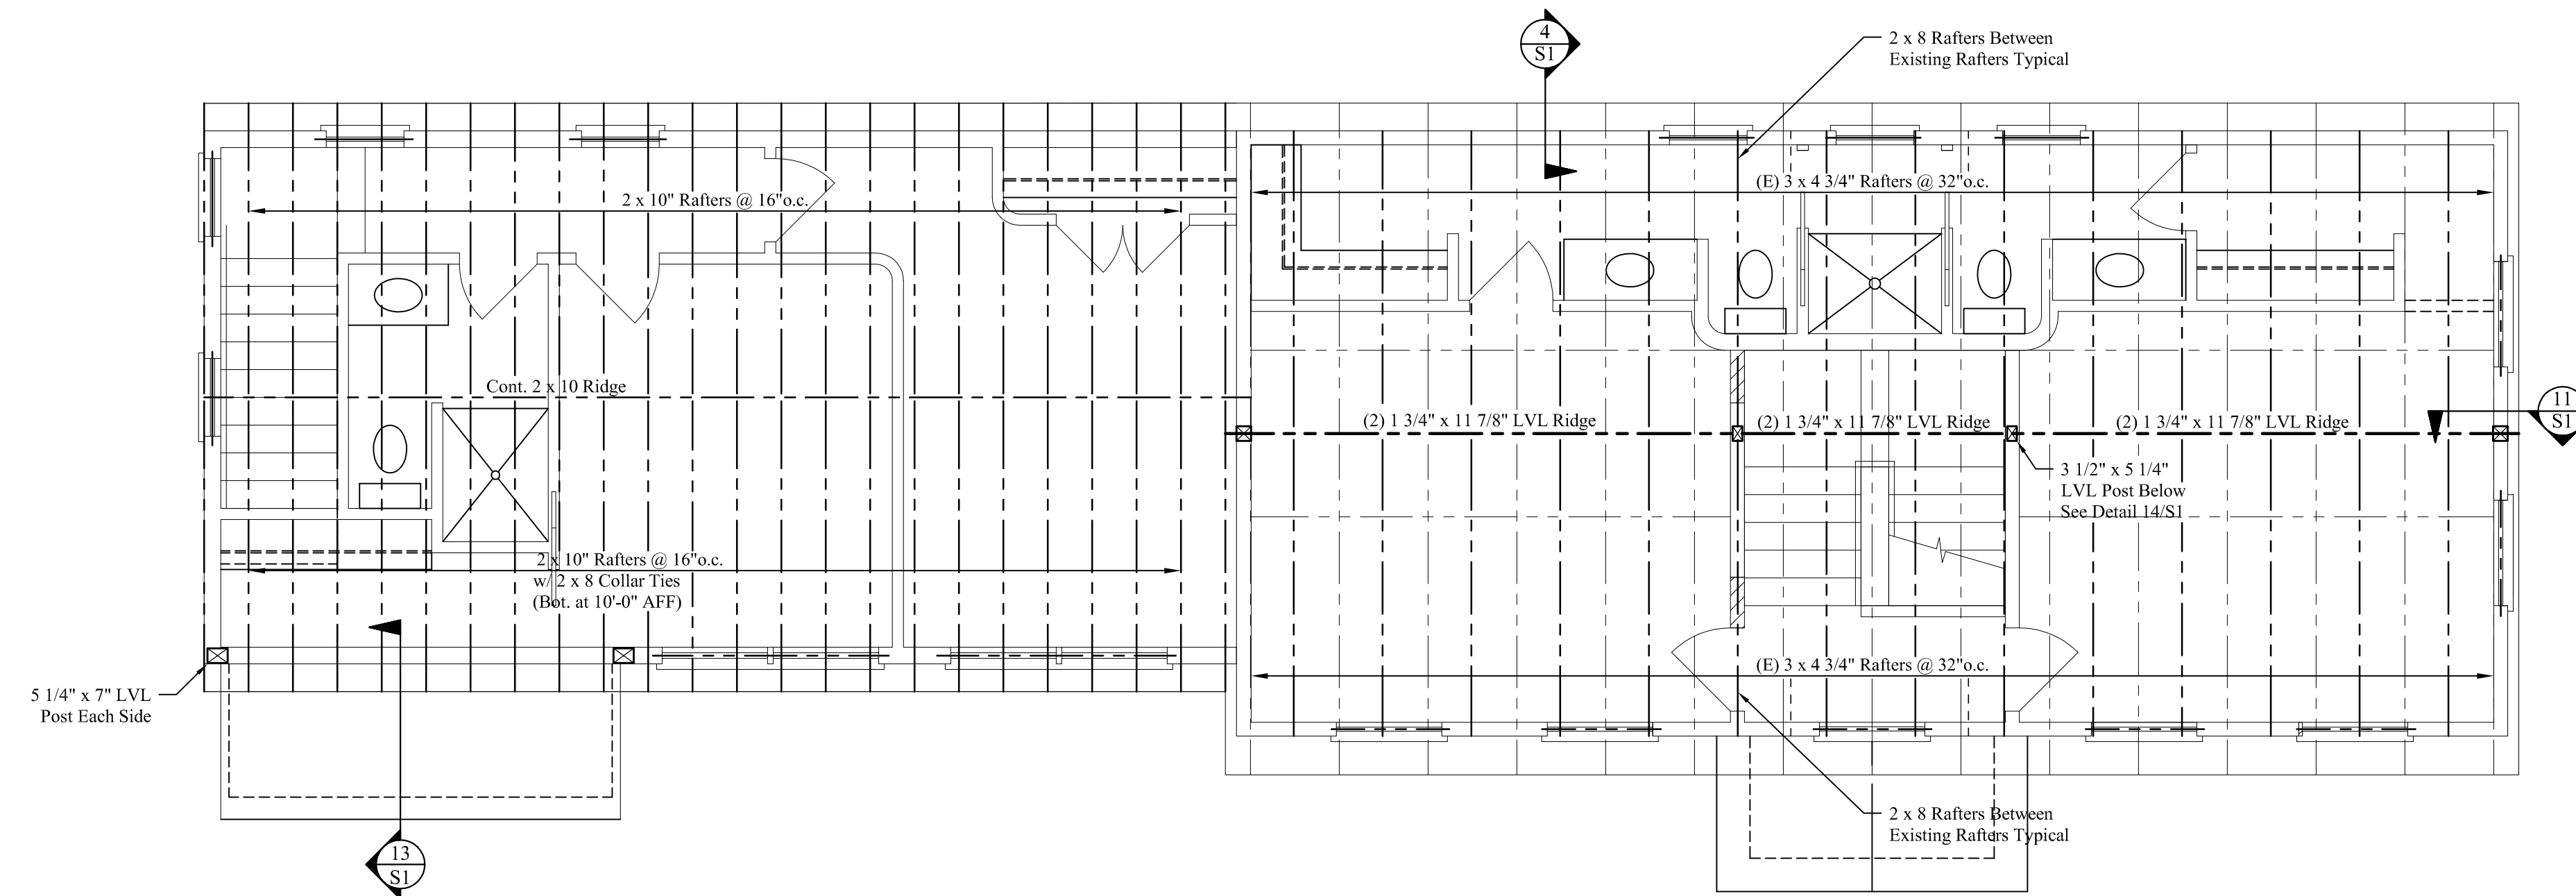 4
S1
2 x 8 Rafters Between
Existing Rafters Typical
2 x 10" Rafters @ 16"o.c.
(E) 3 x 4 3/4" Rafters @ 32"o.c.
Cont. 2 x 10 Ridge
(2) 1 3/4" x 11 7/8" LVL Ridge
(2) 1 3/4" x 11 7/8" LVL Ridge
(2) 1 3/4" x 11 7/8" LVL Ridge
11
S1
3 1/2" x 5 1/4"
LVL Post Below
See Detail 14/S1
2 x 10" Rafters @ 16"o.c.
w/ 2 x 8 Collar Ties
(Bot. at 10'-0" AFF)
(E) 3 x 4 3/4" Rafters @ 32"o.c.
5 1/4" x 7" LVL
Post Each Side
2 x 8 Rafters Between
Existing Rafters Typical
13
S1